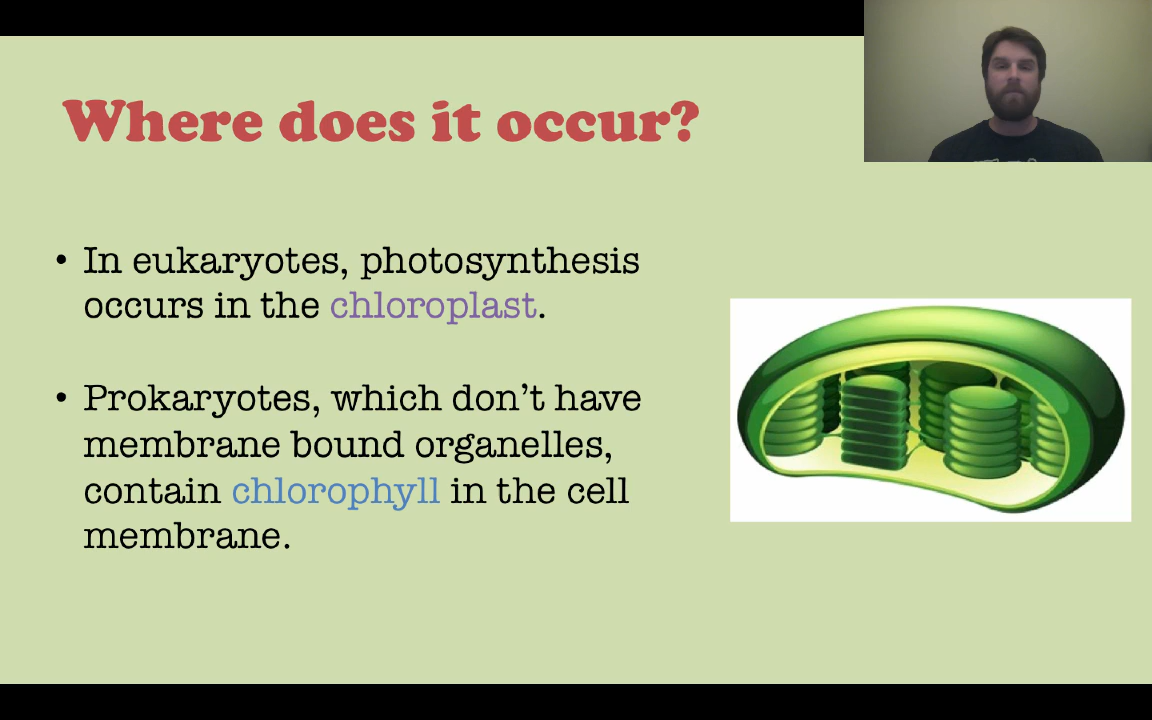 Where does it occur?
• In eukaryotes, photosynthesis
occurs in the chloroplast.
• Prokaryotes, which don’t have
membrane bound organelles,
contain chlorophyll in the cell
membrane.